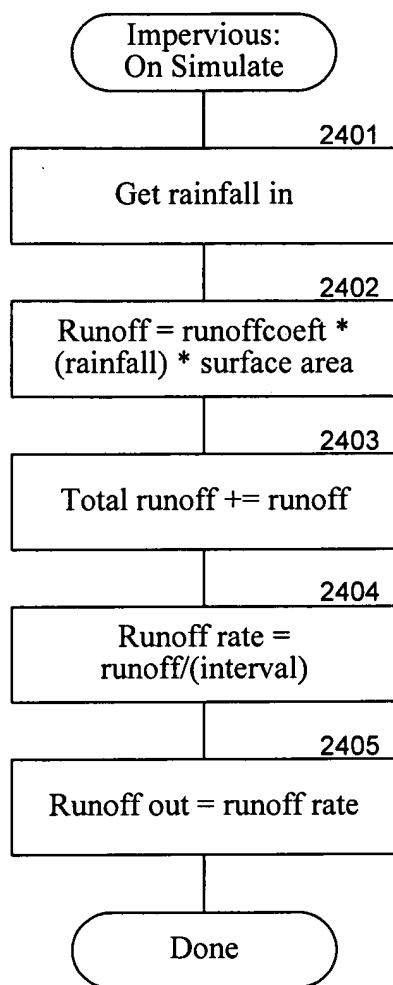 Impervious:
On Simulate
2401
Get rainfall in
2402
Runoff = runoffcoeft *
(rainfall) * surface area
2403
Total runoff += runoff
2404
Runoff rate =
runoff/(interval)
2405
Runoff out = runoff rate
Done